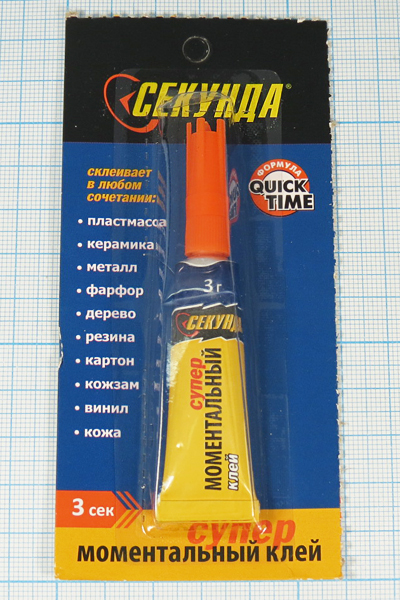 СЕКУНДА®
склеивает
в любом
сочетании:
• пластмасса
• керамика
• металл
• фарфор
• дерево
• резина
• картон
• кожзам
• винил
• кожа
ФОРМУЛА
QUICK
TIME
3 г
СЕКУНДА
супер
МОМЕНТАЛЬНЫЙ
клей
3 сек
супер
моментальный клей